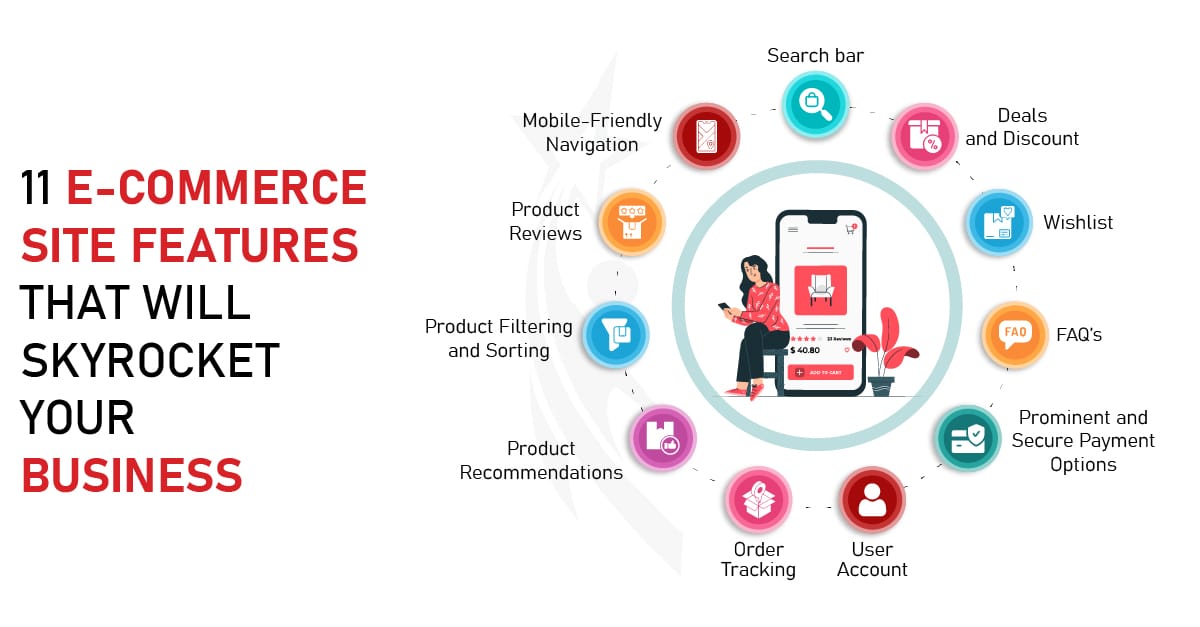 11 E-COMMERCE
SITE FEATURES
THAT WILL
SKYROCKET
YOUR
BUSINESS
Search bar
Deals
and Discount
Wishlist
FAQ
FAQ's
Prominent and
Secure Payment
Options
User
Account
Order
Tracking
Product
Recommendations
Product Filtering
and Sorting
Product
Reviews
Mobile-Friendly
Navigation
%
23 Reviews
$ 40.80
ADD TO CART